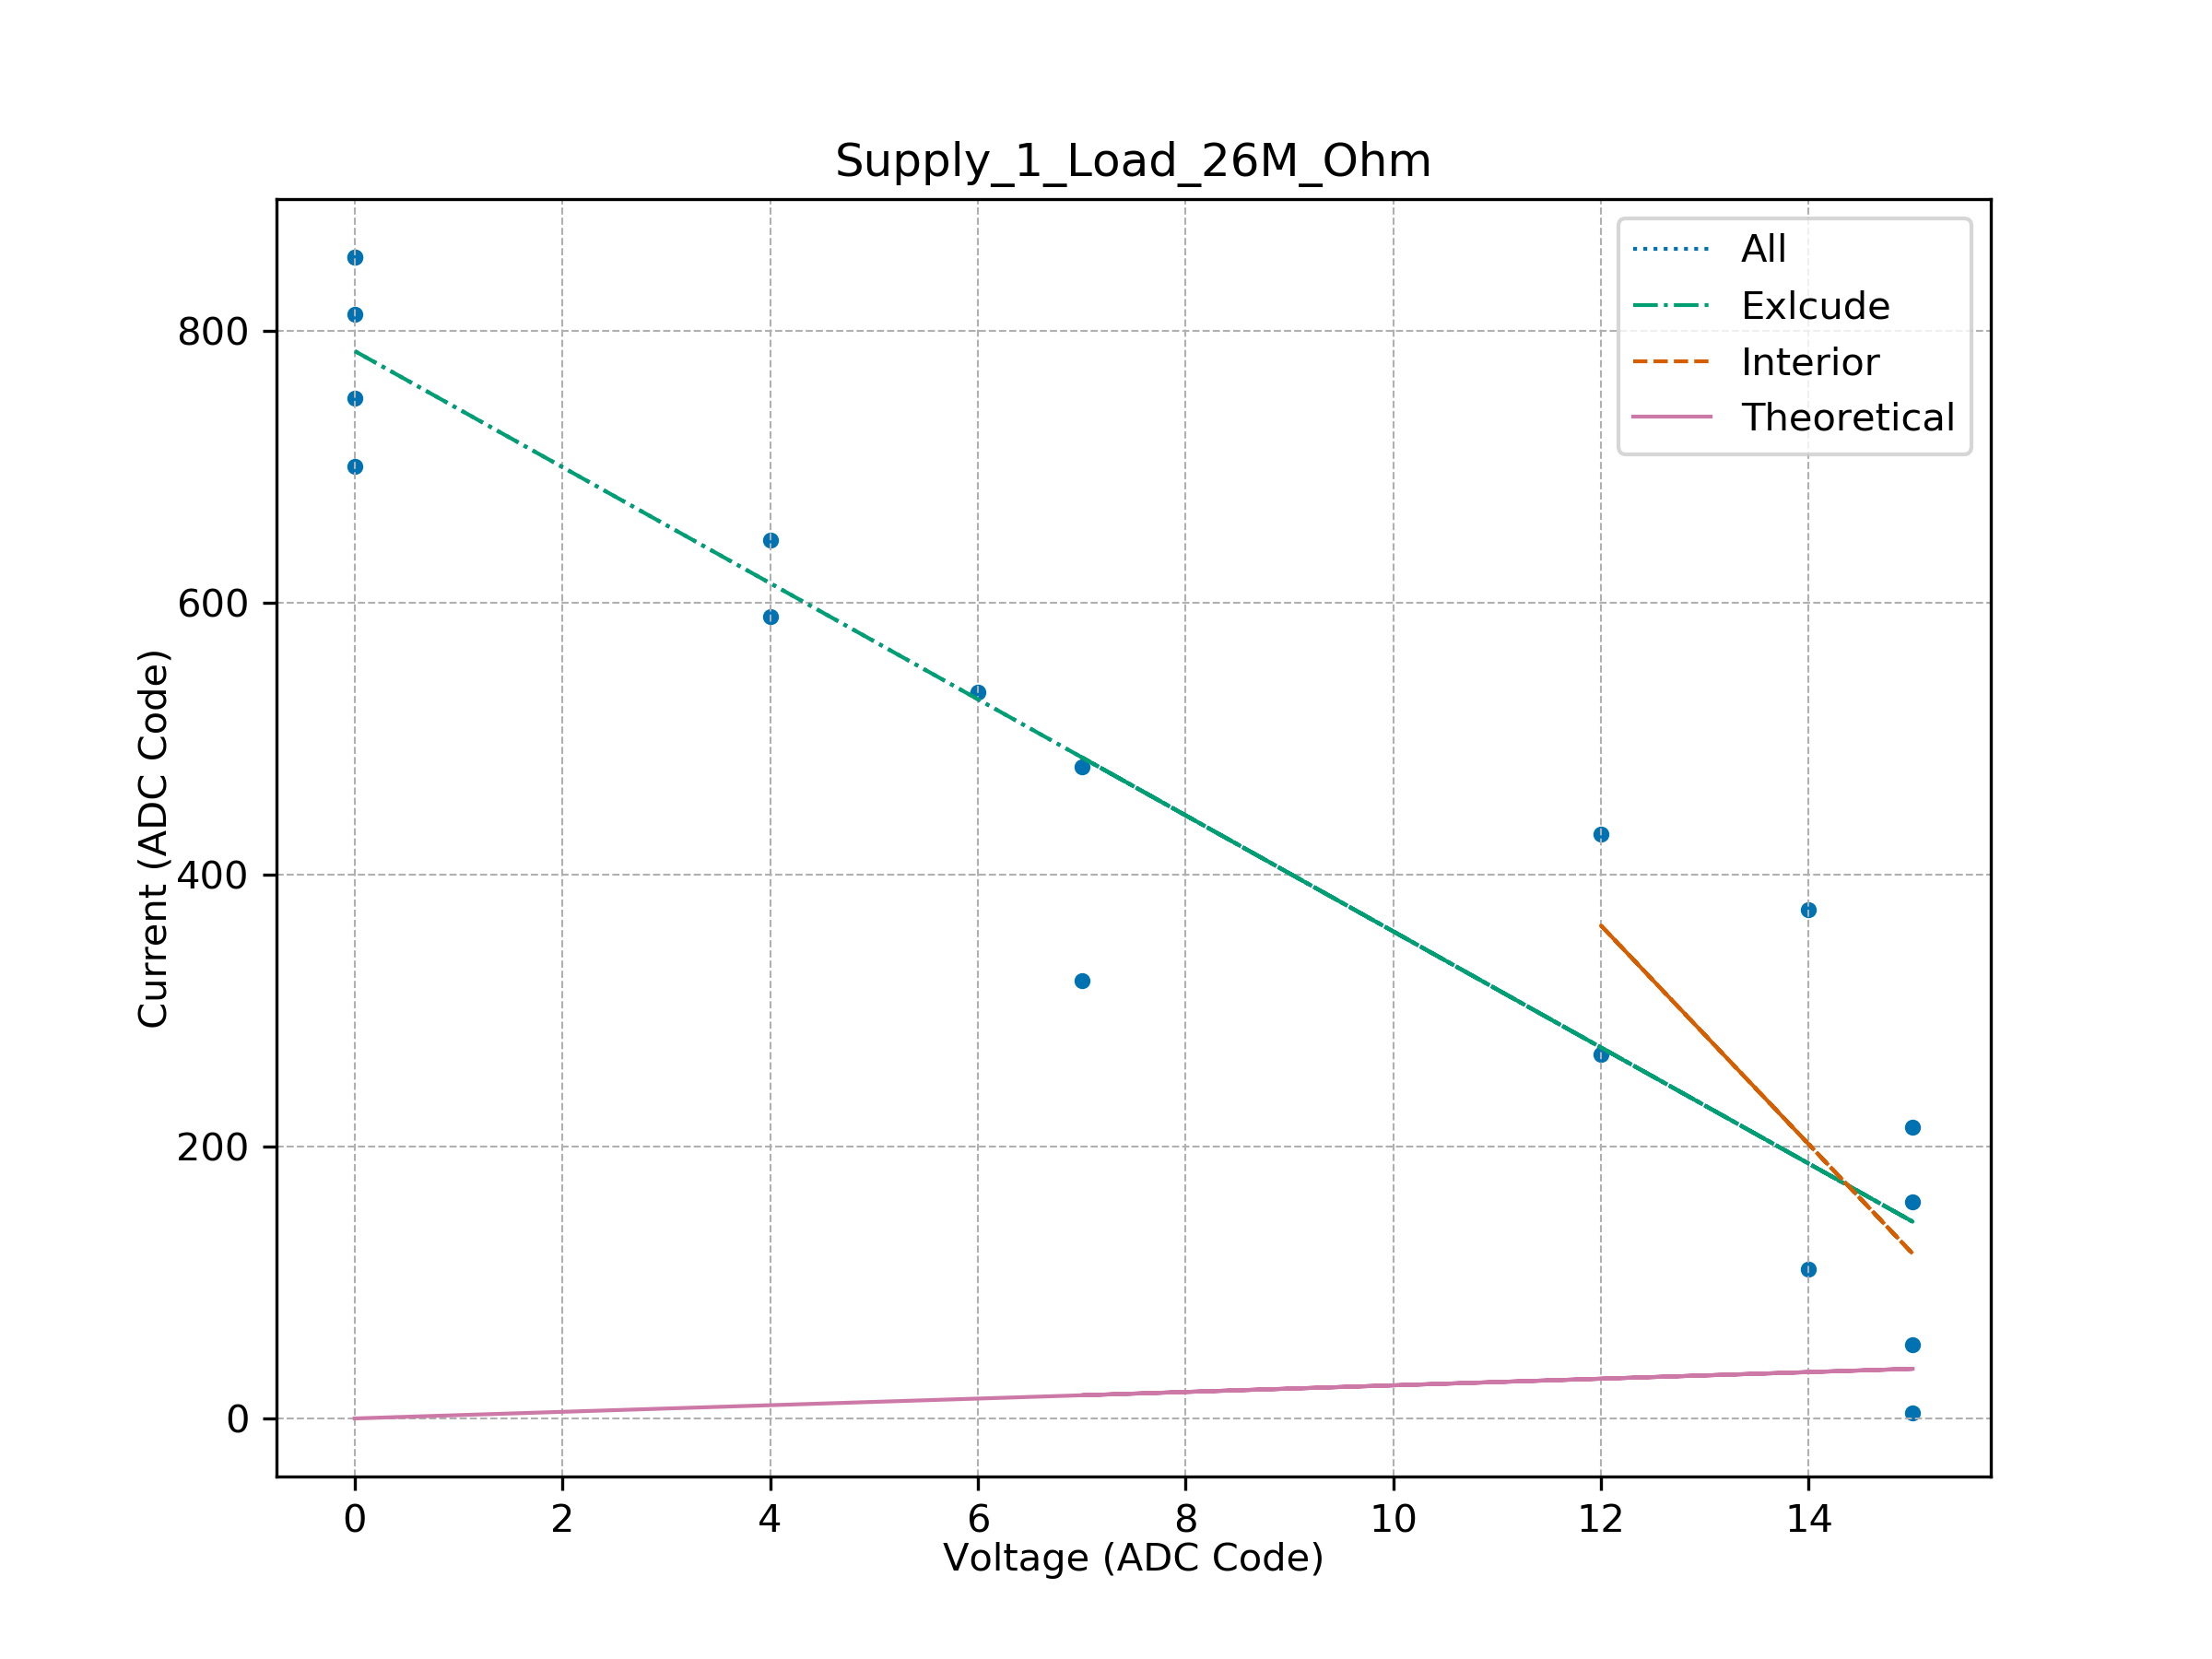 Supply_1_Load_26M_Ohm
All
Exlcude
Interior
Theoretical
800
600
400
200
0
Current (ADC Code)
0 2 4 6 8 10 12 14
Voltage (ADC Code)